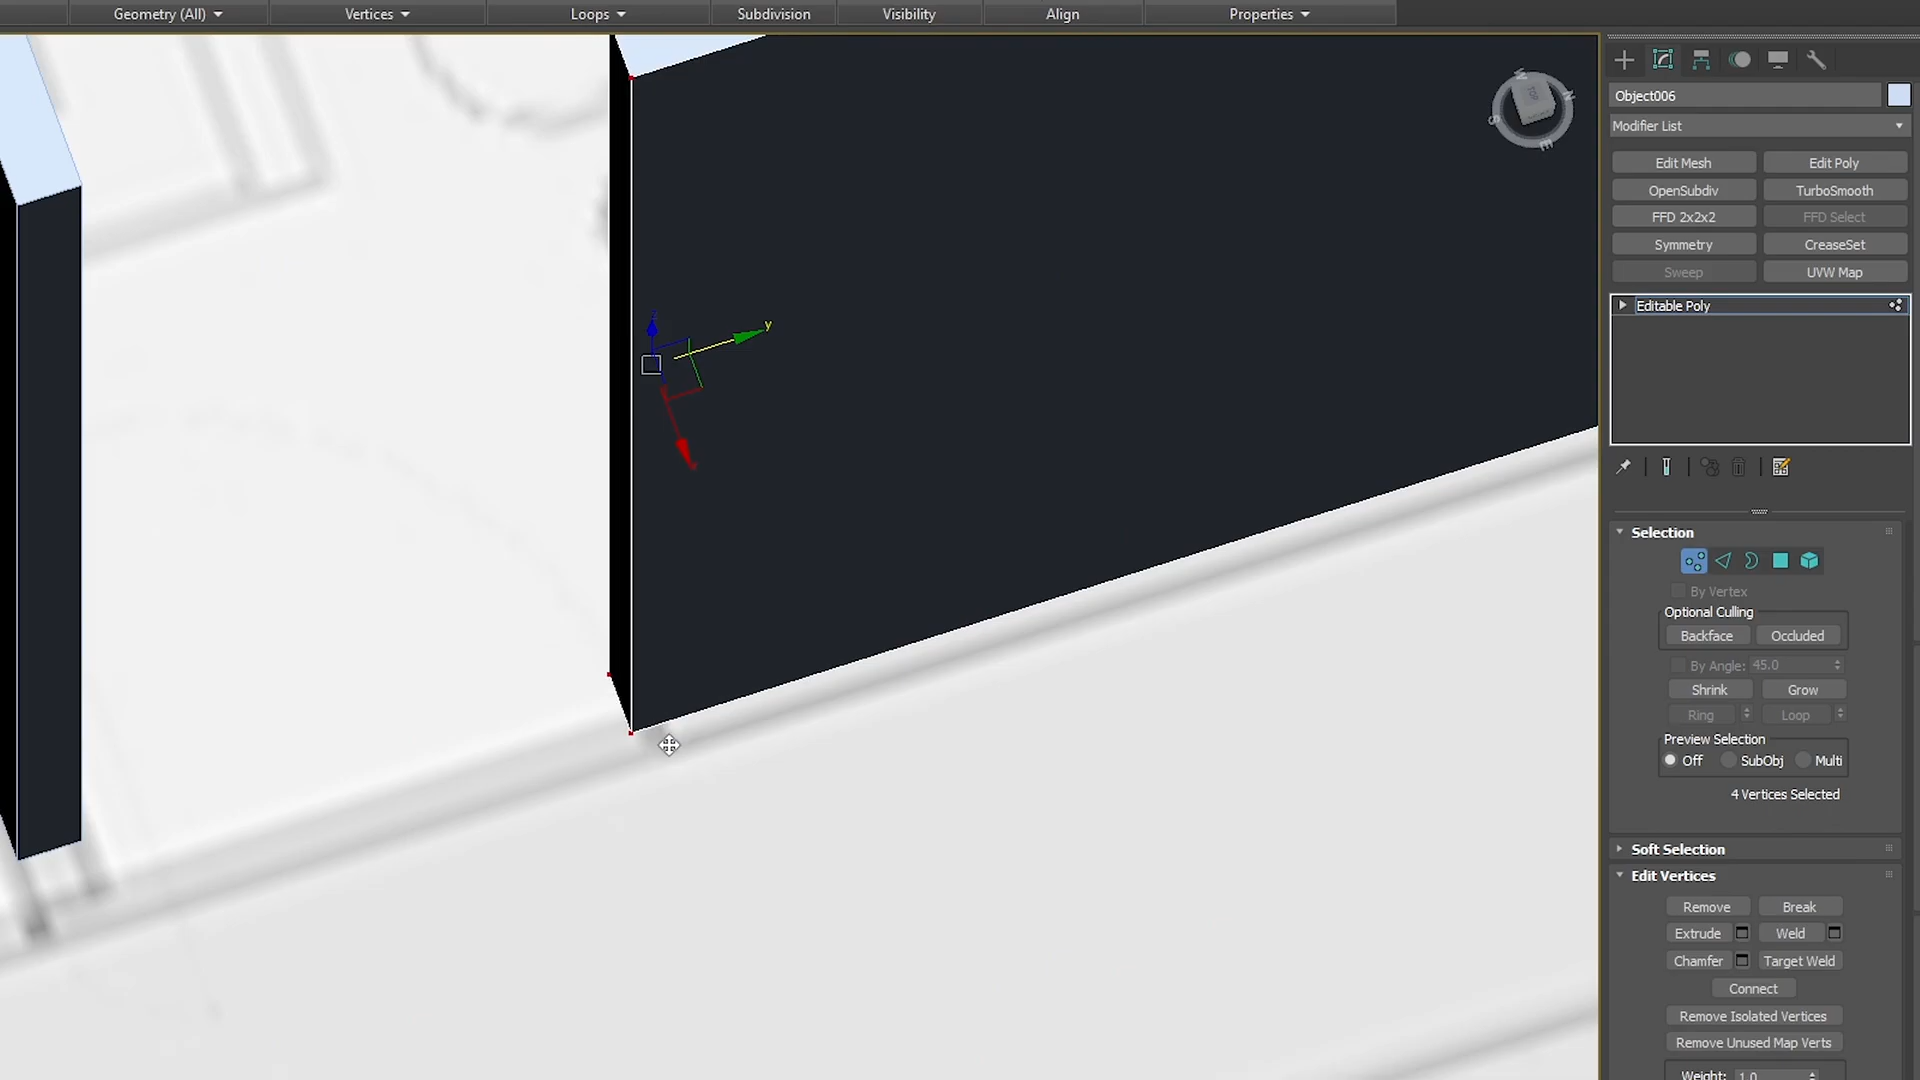 Geometry (All) Vertices Loops Subdivision Visibility Align Properties
Object006
Modifier List
Edit Mesh Edit Poly
OpenSubdiv TurboSmooth
FFD 2x2x2 FFD Select
Symmetry CreaseSet
Sweep UVW Map
Editable Poly
Selection
By Vertex
Optional Culling
Backface Occluded
By Angle: 45.0
Shrink Grow
Ring Loop
Preview Selection
Off SubObj Multi
4 Vertices Selected
Soft Selection
Edit Vertices
Remove Break
Extrude Weld
Chamfer Target Weld
Connect
Remove Isolated Vertices
Remove Unused Map Verts
Weight: 1.0
TOP
W
N
S
E
z
y